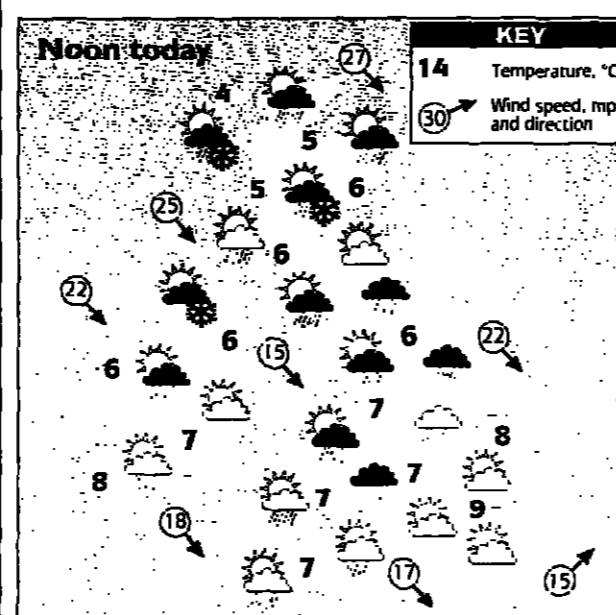 Noon today
KEY
14 Temperature, °C
30 Wind speed, mp
and direction
27
4
5
5 6
25
6
22
6 6 22
15
6
7
7 8
8 7
7 9
18
7 17 15